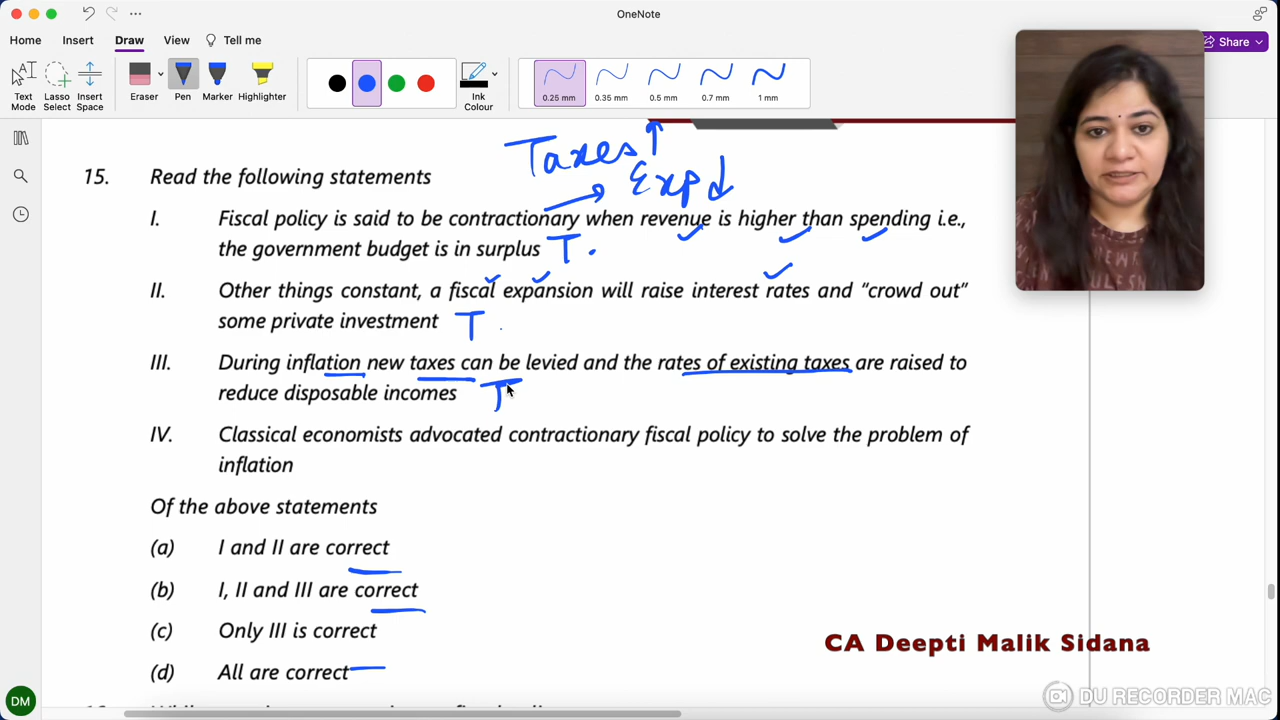 OneNote
Home Insert Draw View Tell me
Share
Text Mode
Lasso Select
Insert Space
Eraser
Pen
Marker
Highlighter
Ink Colour
0.25 mm 0.35 mm 0.5 mm 0.7 mm 1 mm
Taxes↑
Exp↓
15. Read the following statements
I. Fiscal policy is said to be contractionary when revenue is higher than spending i.e.,
the government budget is in surplus T.
II. Other things constant, a fiscal expansion will raise interest rates and “crowd out”
some private investment T
III. During inflation new taxes can be levied and the rates of existing taxes are raised to
reduce disposable incomes T
IV. Classical economists advocated contractionary fiscal policy to solve the problem of
inflation
Of the above statements
(a) I and II are correct
(b) I, II and III are correct
(c) Only III is correct
(d) All are correct
CA Deepti Malik Sidana
DM
DU RECORDER MAC